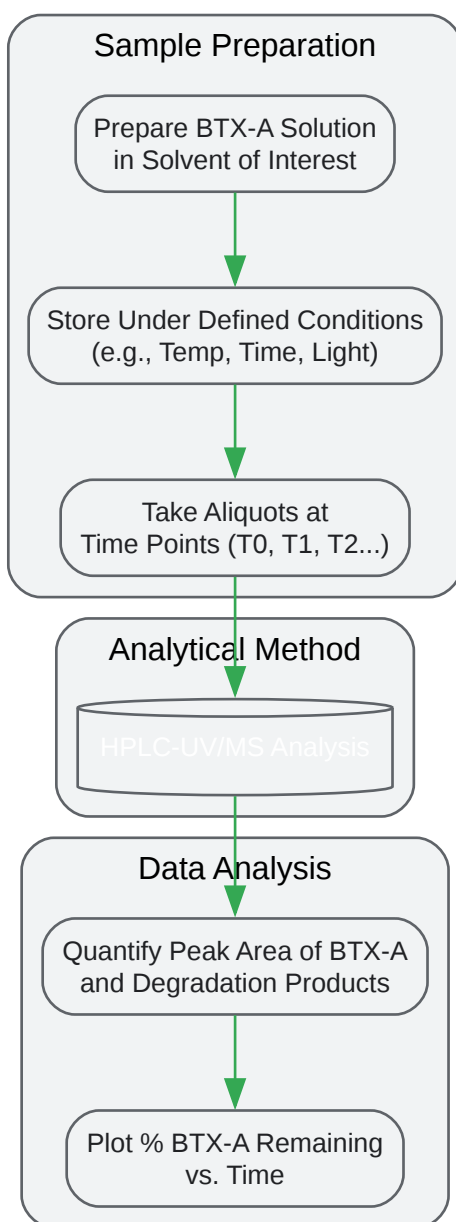 Sample Preparation
Prepare BTX-A Solution
in Solvent of Interest
Store Under Defined Conditions
(e.g., Temp, Time, Light)
Take Aliquots at
Time Points (T0, T1, T2...)
Analytical Method
HPLC-UV/MS Analysis
Data Analysis
Quantify Peak Area of BTX-A
and Degradation Products
Plot % BTX-A Remaining
vs. Time